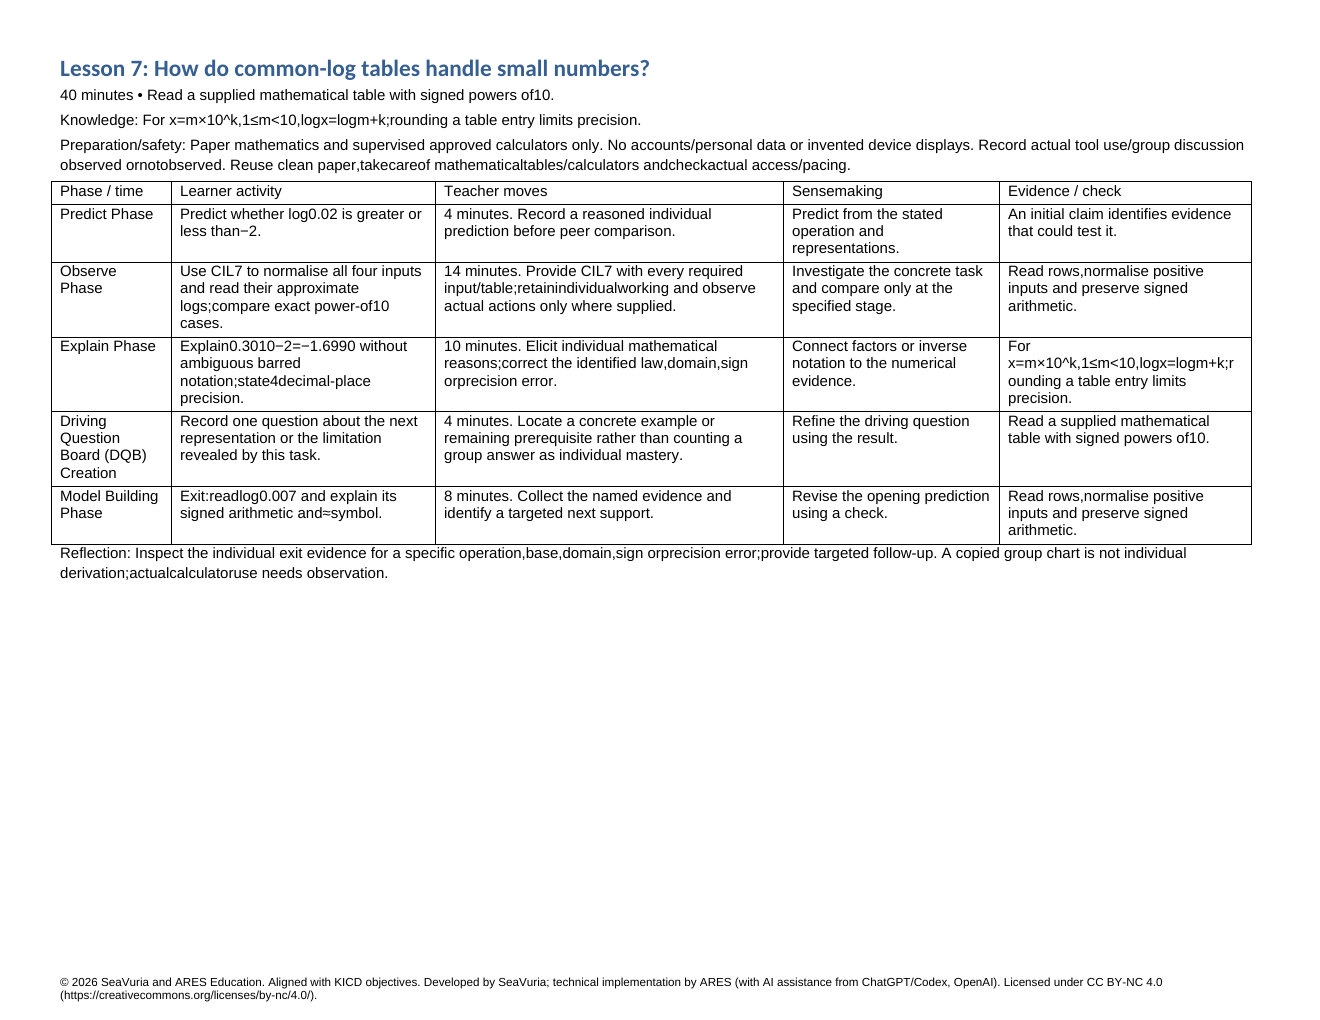 Lesson 7: How do common-log tables handle small numbers?
40 minutes • Read a supplied mathematical table with signed powers of10.
Knowledge: For x=m×10^k,1≤m<10,logx=logm+k;rounding a table entry limits precision.
Preparation/safety: Paper mathematics and supervised approved calculators only. No accounts/personal data or invented device displays. Record actual tool use/group discussion
observed ornotobserved. Reuse clean paper,takecareof mathematicaltables/calculators andcheckactual access/pacing.
Phase / time
Learner activity
Teacher moves
Sensemaking
Evidence / check
Predict Phase
Predict whether log0.02 is greater or
less than−2.
4 minutes. Record a reasoned individual
prediction before peer comparison.
Predict from the stated
operation and
representations.
An initial claim identifies evidence
that could test it.
Observe
Phase
Use CIL7 to normalise all four inputs
and read their approximate
logs;compare exact power-of10
cases.
14 minutes. Provide CIL7 with every required
input/table;retainindividualworking and observe
actual actions only where supplied.
Investigate the concrete task
and compare only at the
specified stage.
Read rows,normalise positive
inputs and preserve signed
arithmetic.
Explain Phase
Explain0.3010−2=−1.6990 without
ambiguous barred
notation;state4decimal-place
precision.
10 minutes. Elicit individual mathematical
reasons;correct the identified law,domain,sign
orprecision error.
Connect factors or inverse
notation to the numerical
evidence.
For
x=m×10^k,1≤m<10,logx=logm+k;r
ounding a table entry limits
precision.
Driving
Question
Board (DQB)
Creation
Record one question about the next
representation or the limitation
revealed by this task.
4 minutes. Locate a concrete example or
remaining prerequisite rather than counting a
group answer as individual mastery.
Refine the driving question
using the result.
Read a supplied mathematical
table with signed powers of10.
Model Building
Phase
Exit:readlog0.007 and explain its
signed arithmetic and≈symbol.
8 minutes. Collect the named evidence and
identify a targeted next support.
Revise the opening prediction
using a check.
Read rows,normalise positive
inputs and preserve signed
arithmetic.
Reflection: Inspect the individual exit evidence for a specific operation,base,domain,sign orprecision error;provide targeted follow-up. A copied group chart is not individual
derivation;actualcalculatoruse needs observation.
© 2026 SeaVuria and ARES Education. Aligned with KICD objectives. Developed by SeaVuria; technical implementation by ARES (with AI assistance from ChatGPT/Codex, OpenAI). Licensed under CC BY-NC 4.0
(https://creativecommons.org/licenses/by-nc/4.0/).